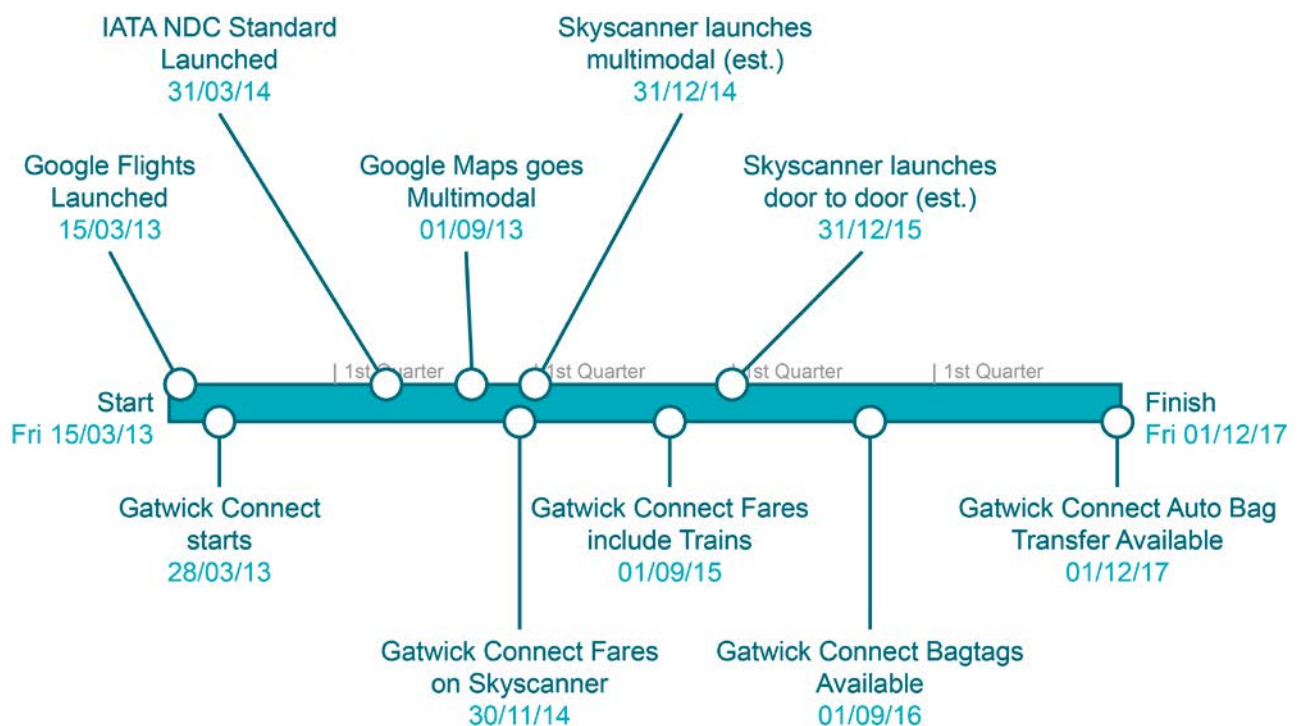 IATA NDC Standard
Launched
31/03/14
Skyscanner launches
multimodal (est.)
31/12/14
Google Flights
Launched
15/03/13
Google Maps goes
Multimodal
01/09/13
Skyscanner launches
door to door (est.)
31/12/15
| 1st Quarter
| 1st Quarter
| 1st Quarter
| 1st Quarter
Start
Fri 15/03/13
Finish
Fri 01/12/17
Gatwick Connect
starts
28/03/13
Gatwick Connect Fares
include Trains
01/09/15
Gatwick Connect Auto Bag
Transfer Available
01/12/17
Gatwick Connect Fares
on Skyscanner
30/11/14
Gatwick Connect Bagtags
Available
01/09/16